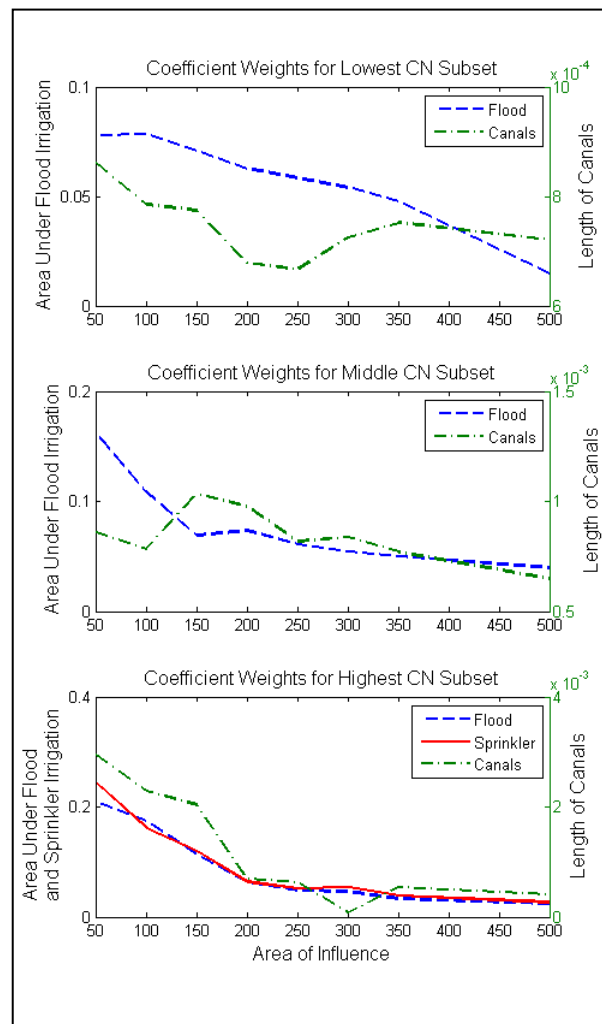 Coefficient Weights for Lowest CN Subset
x 10^-4
0.1
0.05
0
Area Under Flood Irrigation
10
8
6
Length of Canals
Flood
Canals
50 100 150 200 250 300 350 400 450 500
Coefficient Weights for Middle CN Subset
x 10^-3
0.2
0.1
0
Area Under Flood Irrigation
1.5
1
0.5
Length of Canals
Flood
Canals
50 100 150 200 250 300 350 400 450 500
Coefficient Weights for Highest CN Subset
x 10^-3
0.4
0.2
0
Area Under Flood
and Sprinkler Irrigation
4
2
0
Length of Canals
Flood
Sprinkler
Canals
50 100 150 200 250 300 350 400 450 500
Area of Influence